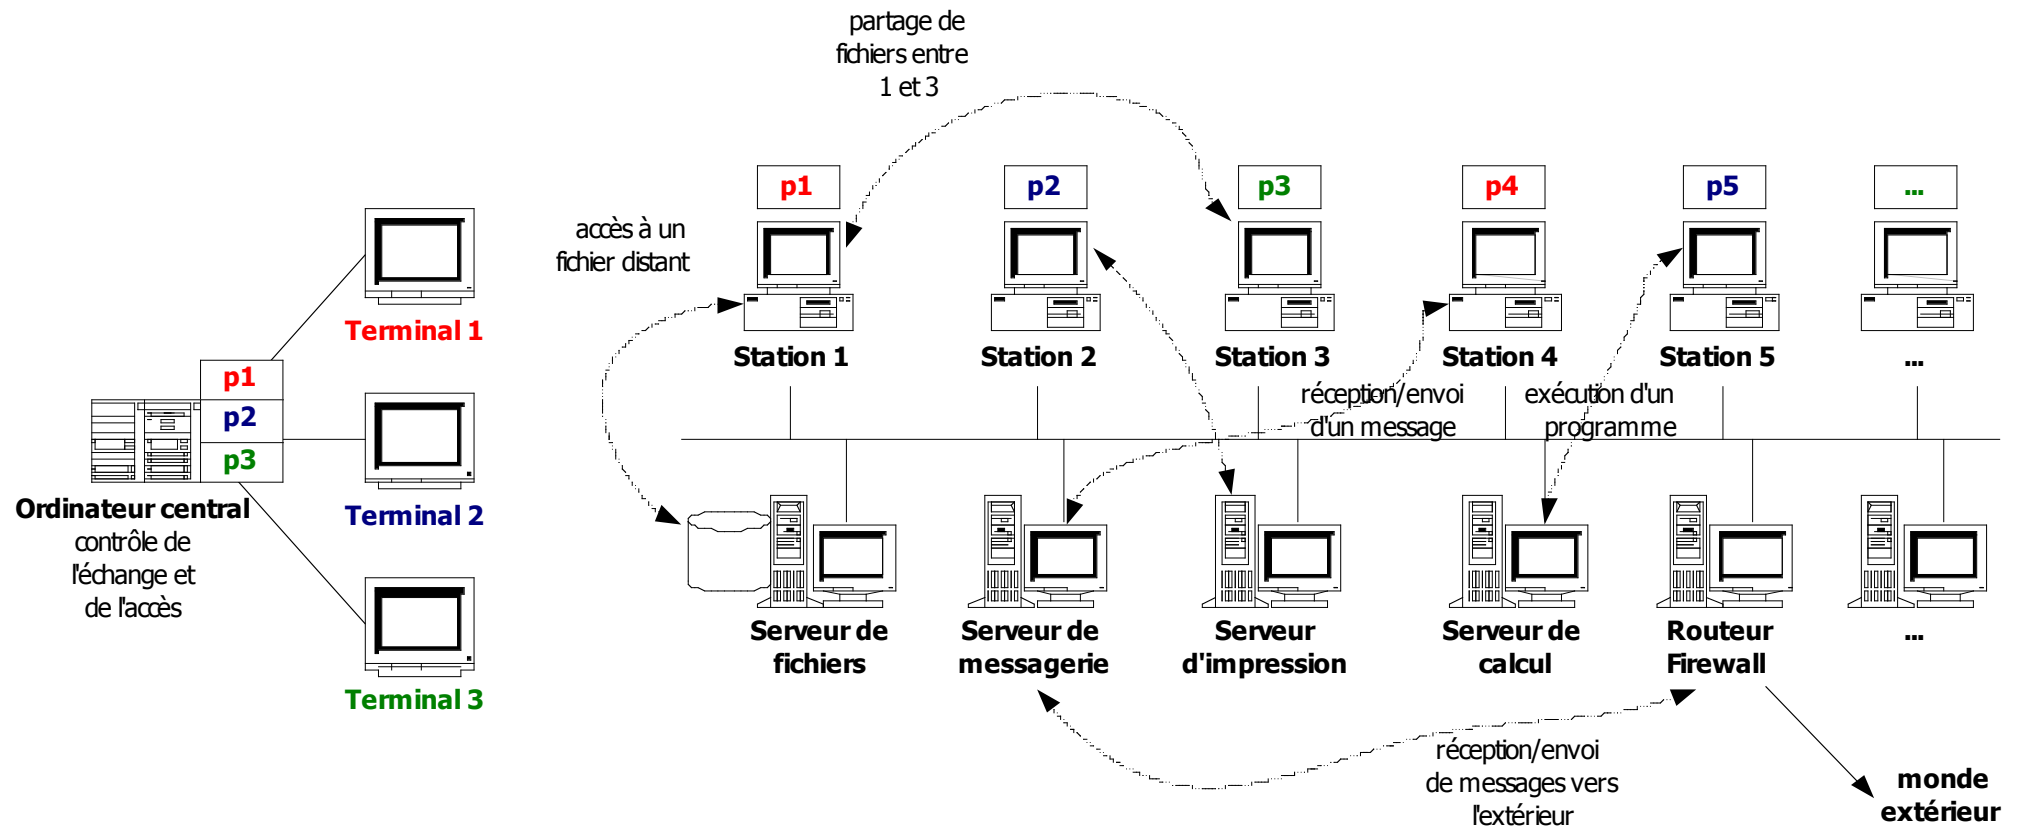 partage de
fichiers entre
1 et 3
p1
p2
p3
p4
p5
...
accès à un
fichier distant
Station 1
Station 2
Station 3
Station 4
Station 5
...
réception/envoi
d'un message
exécution d'un
programme
Terminal 1
p1
p2
p3
Terminal 2
Ordinateur central
contrôle de
l'échange et
de l'accès
Terminal 3
Serveur de
fichiers
Serveur de
messagerie
Serveur
d'impression
Serveur de
calcul
Routeur
Firewall
...
réception/envoi
de messages vers
l'extérieur
monde
extérieur